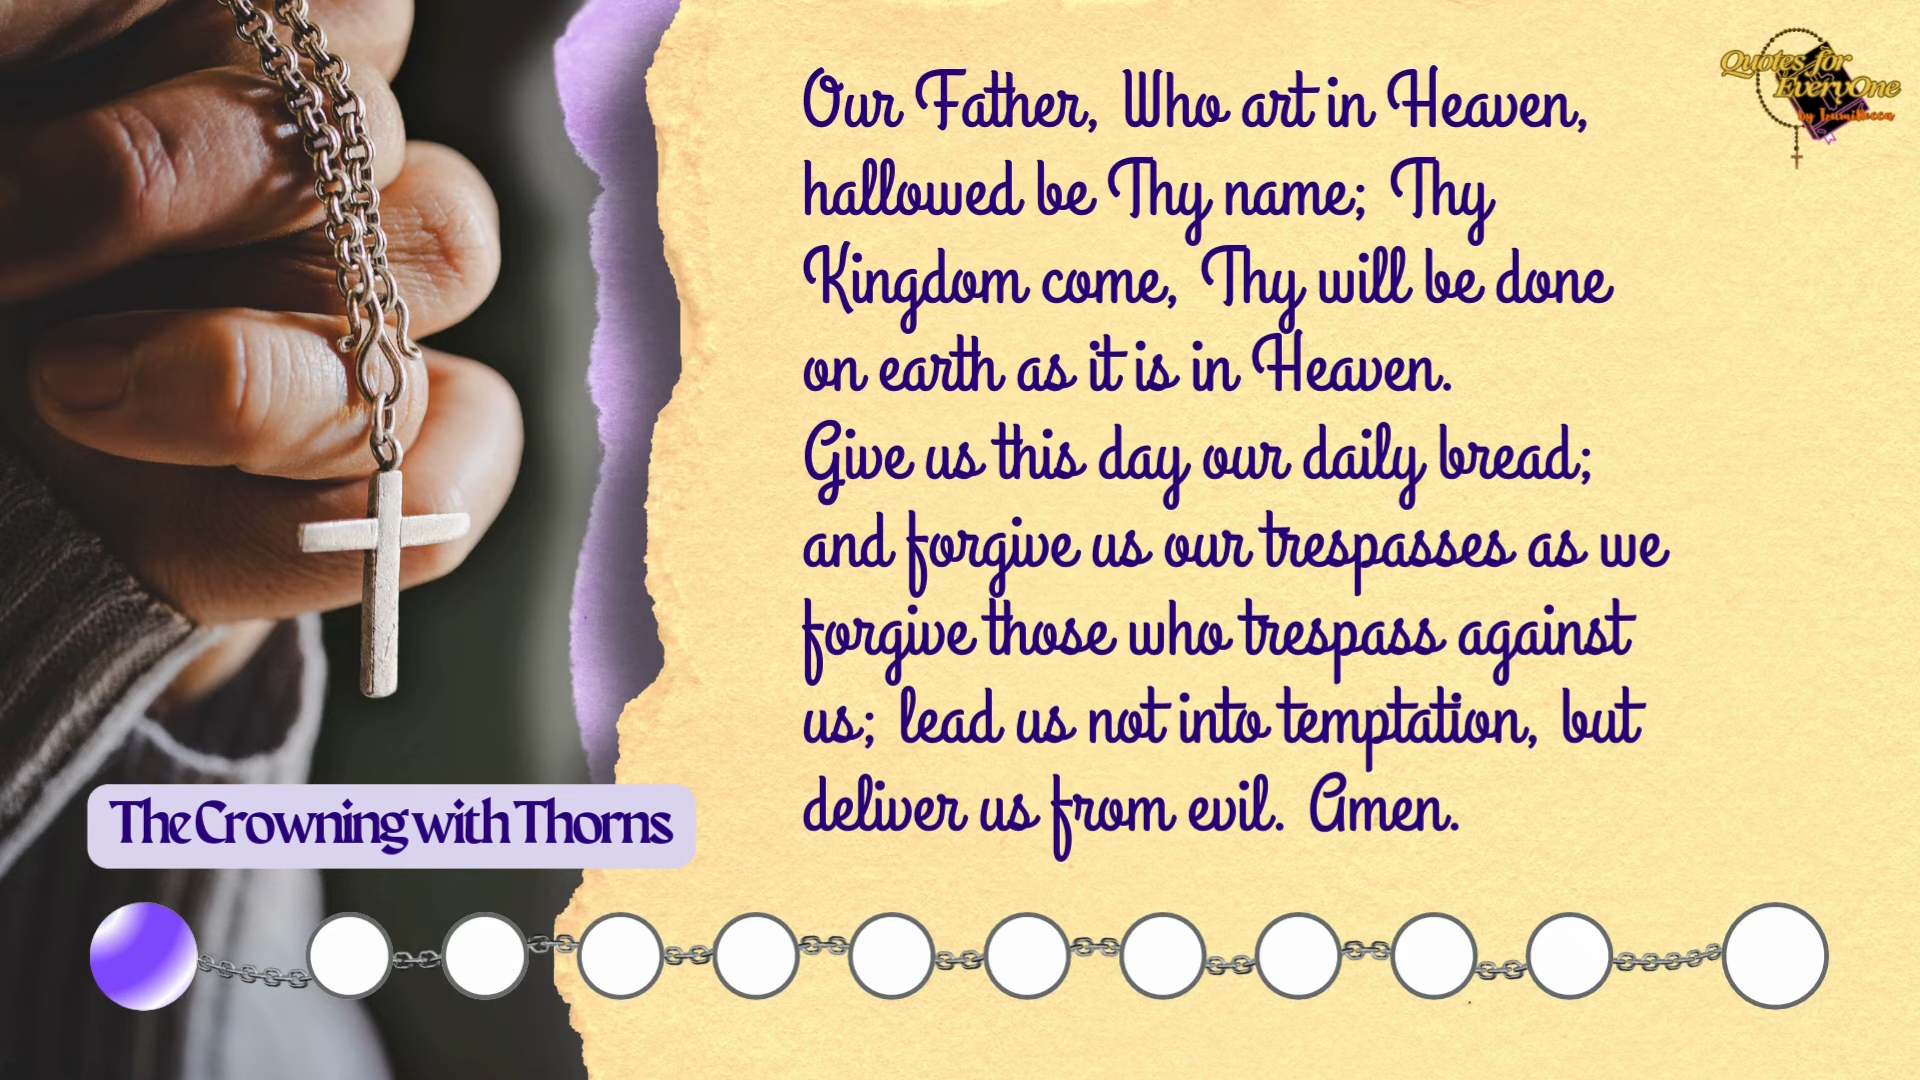 Our Father, Who art in Heaven,
hallowed be Thy name; Thy
Kingdom come, Thy will be done
on earth as it is in Heaven.
Give us this day our daily bread;
and forgive us our trespasses as we
forgive those who trespass against
us; lead us not into temptation, but
deliver us from evil. Amen.
The Crowning with Thorns
Quotes for
EveryOne